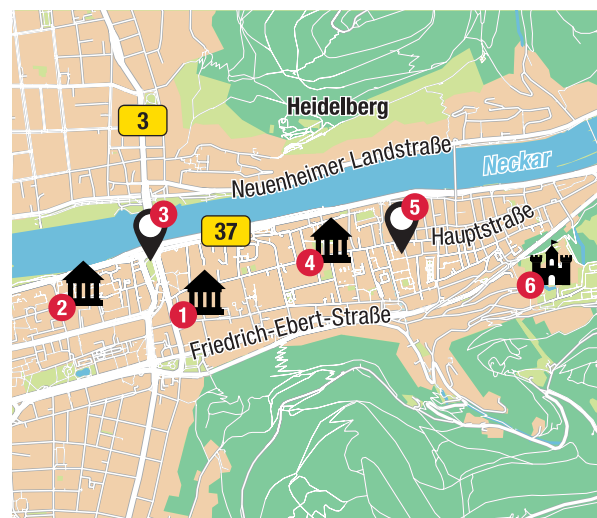 Heidelberg
3
Neuenheimer Landstraße
Neckar
3
5
37
Hauptstraße
4
6
2
1
Friedrich-Ebert-Straße